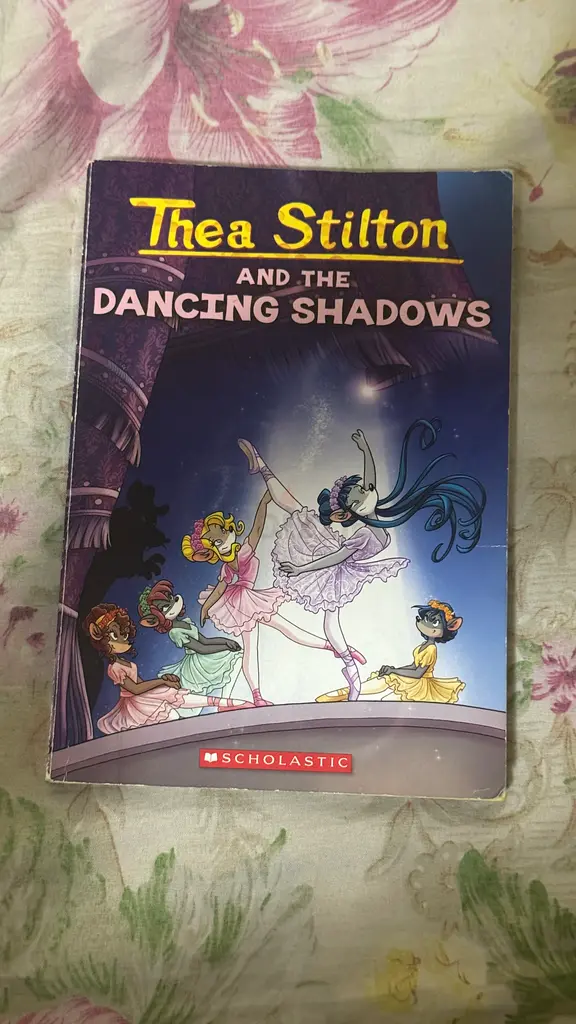 Thea Stilton
AND THE
DANCING SHADOWS
SCHOLASTIC